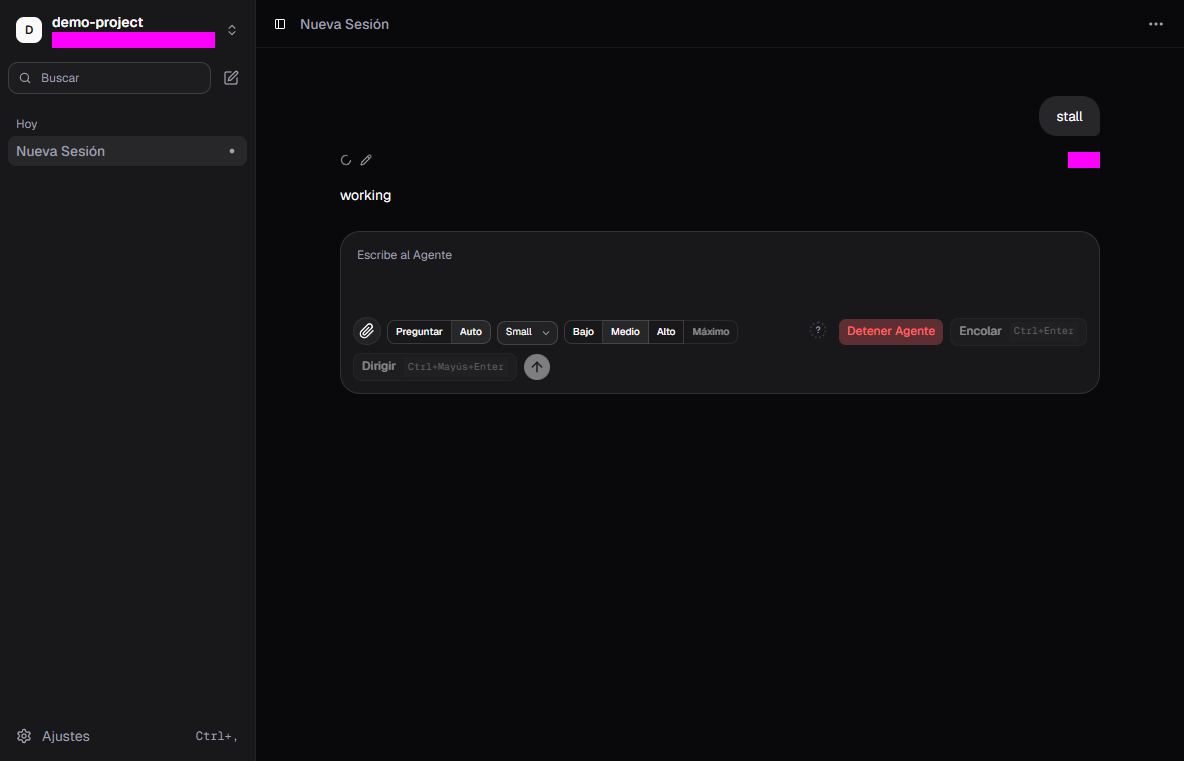 D
demo-project
Buscar
Hoy
Nueva Sesión
Ajustes
Ctrl+,
Nueva Sesión
stall
working
Escribe al Agente
Preguntar Auto Small Bajo Medio Alto Máximo ? Detener Agente Encolar Ctrl+Enter
Dirigir Ctrl+Mayús+Enter